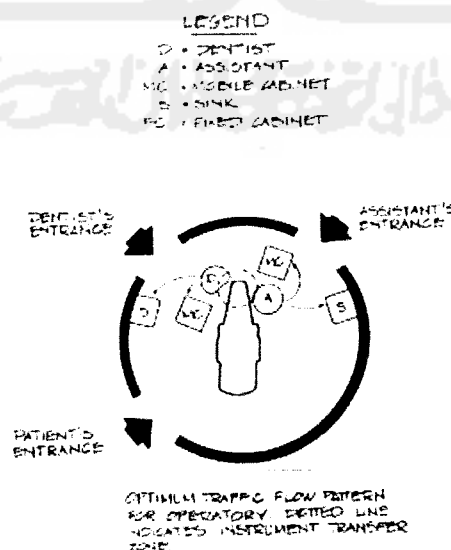 LEGEND
D • DENTIST
A • ASSISTANT
MC • MOBILE CABINET
S • SINK
FC • FIXED CABINET
DENTIST'S
ENTRANCE
ASSISTANT'S
ENTRANCE
MC
D
A
MC
S
PATIENT'S
ENTRANCE
OPTIMUM TRAFFIC FLOW PATTERN
FOR OPERATORY. DOTTED LINE
INDICATES INSTRUMENT TRANSFER
ZONE